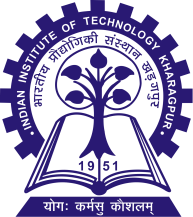 • INDIAN INSTITUTE OF TECHNOLOGY KHARAGPUR •
भारतीय प्रौद्योगिकी संस्थान खड़गपुर
1951
योगः कर्मसु कौशलम्